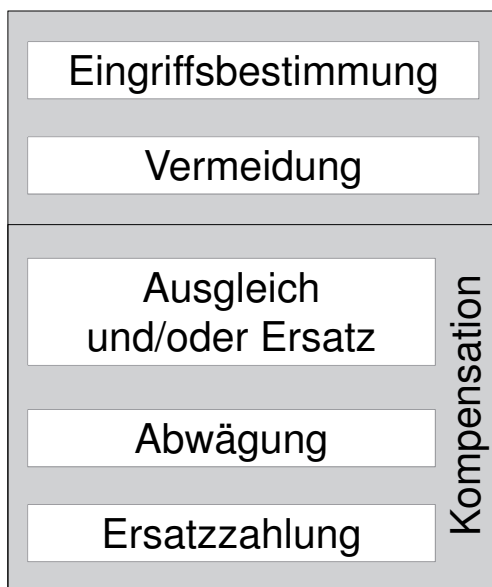 Eingriffsbestimmung
Vermeidung
Ausgleich
und/oder Ersatz
Abwägung
Ersatzzahlung
Kompensation